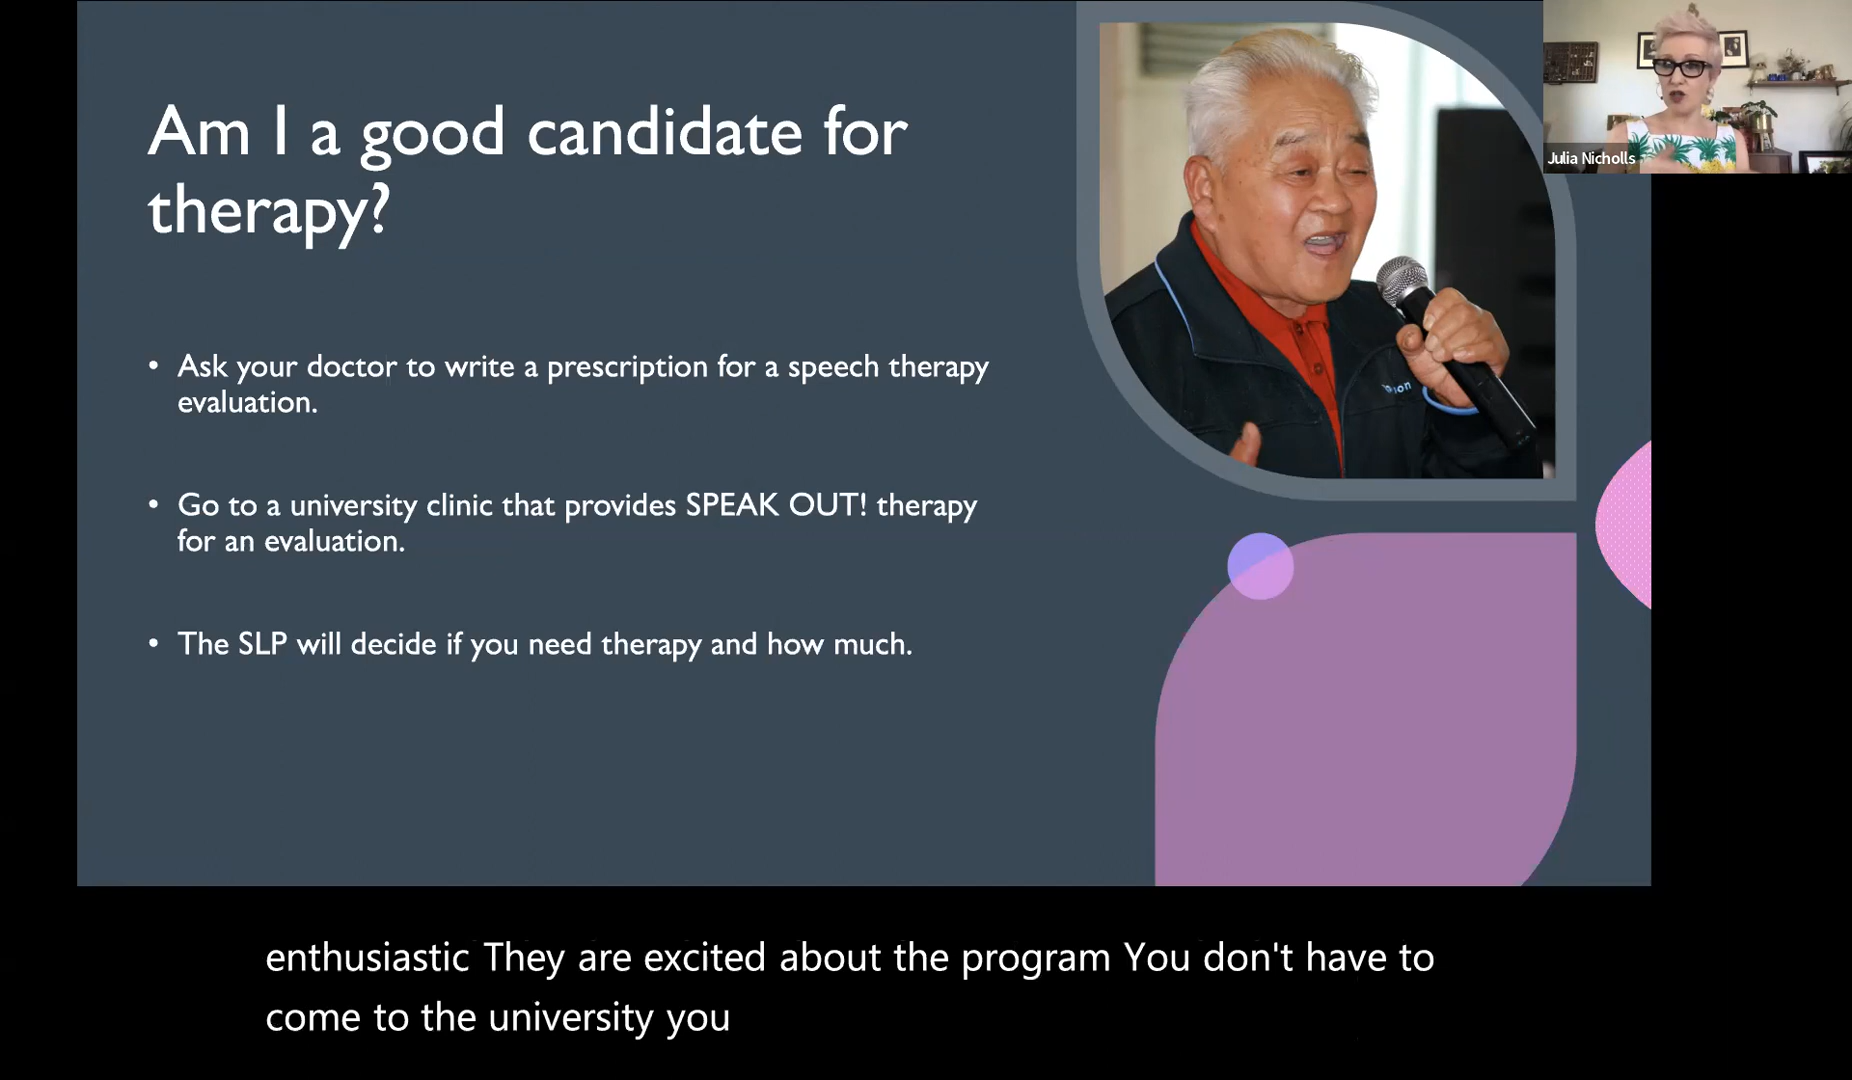 Am I a good candidate for
therapy?
• Ask your doctor to write a prescription for a speech therapy
evaluation.
• Go to a university clinic that provides SPEAK OUT! therapy
for an evaluation.
• The SLP will decide if you need therapy and how much.
Julia Nicholls
enthusiastic They are excited about the program You don't have to
come to the university you